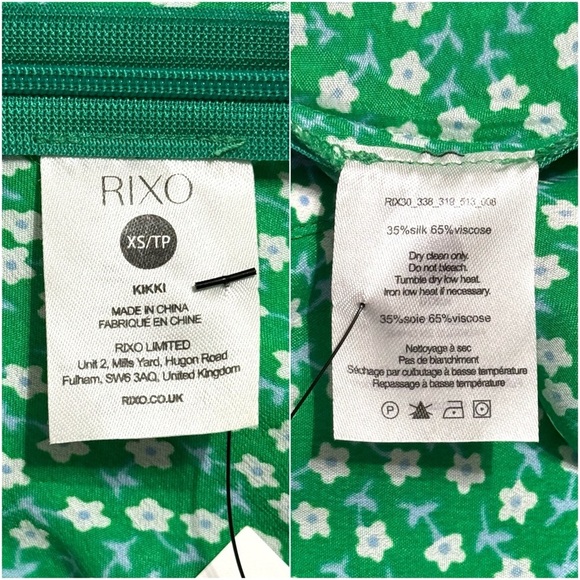 RIXO
XS/TP
KIKKI
MADE IN CHINA
FABRIQUÉ EN CHINE
RIXO LIMITED
Unit 2, Mills Yard, Hugon Road
Fulham, SW6 3AQ, United Kingdom
RIXO.CO.UK
RIX30_338_319_513_008
35%silk 65%viscose
Dry clean only.
Do not bleach.
Tumble dry low heat.
Iron low heat if necessary.
35%soie 65%viscose
Nettoyage à sec
Pas de blanchiment
Séchage par culbutage à basse température
Repassage à basse température
P